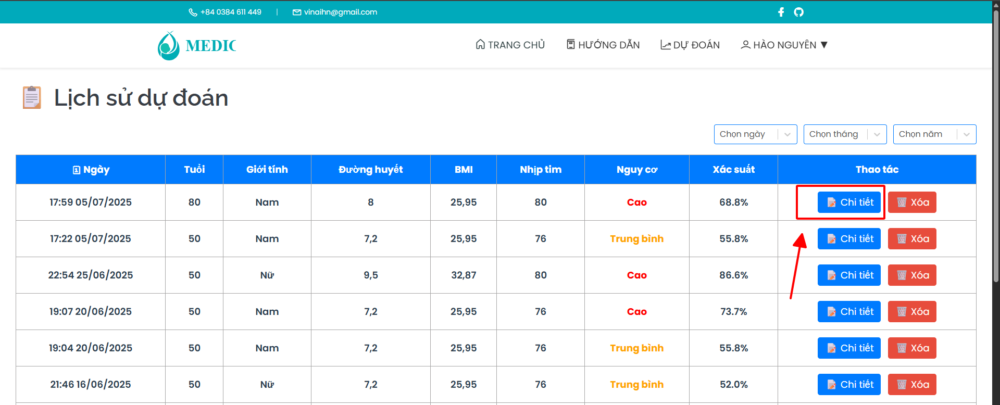 +84 0384 611 449 | vinaihn@gmail.com
MEDIC
TRANG CHỦ HƯỚNG DẪN DỰ ĐOÁN HÀO NGUYÊN ▼
Lịch sử dự đoán
Chọn ngày Chọn tháng Chọn năm
Ngày Tuổi Giới tính Đường huyết BMI Nhịp tim Nguy cơ Xác suất Thao tác
17:59 05/07/2025 80 Nam 8 25,95 80 Cao 68.8% Chi tiết Xóa
17:22 05/07/2025 50 Nam 7,2 25,95 76 Trung bình 55.8% Chi tiết Xóa
22:54 25/06/2025 50 Nữ 9,5 32,87 80 Cao 86.6% Chi tiết Xóa
19:07 20/06/2025 50 Nam 7,2 25,95 76 Cao 73.7% Chi tiết Xóa
19:04 20/06/2025 50 Nam 7,2 25,95 76 Trung bình 55.8% Chi tiết Xóa
21:46 16/06/2025 50 Nữ 7,2 25,95 76 Trung bình 52.0% Chi tiết Xóa